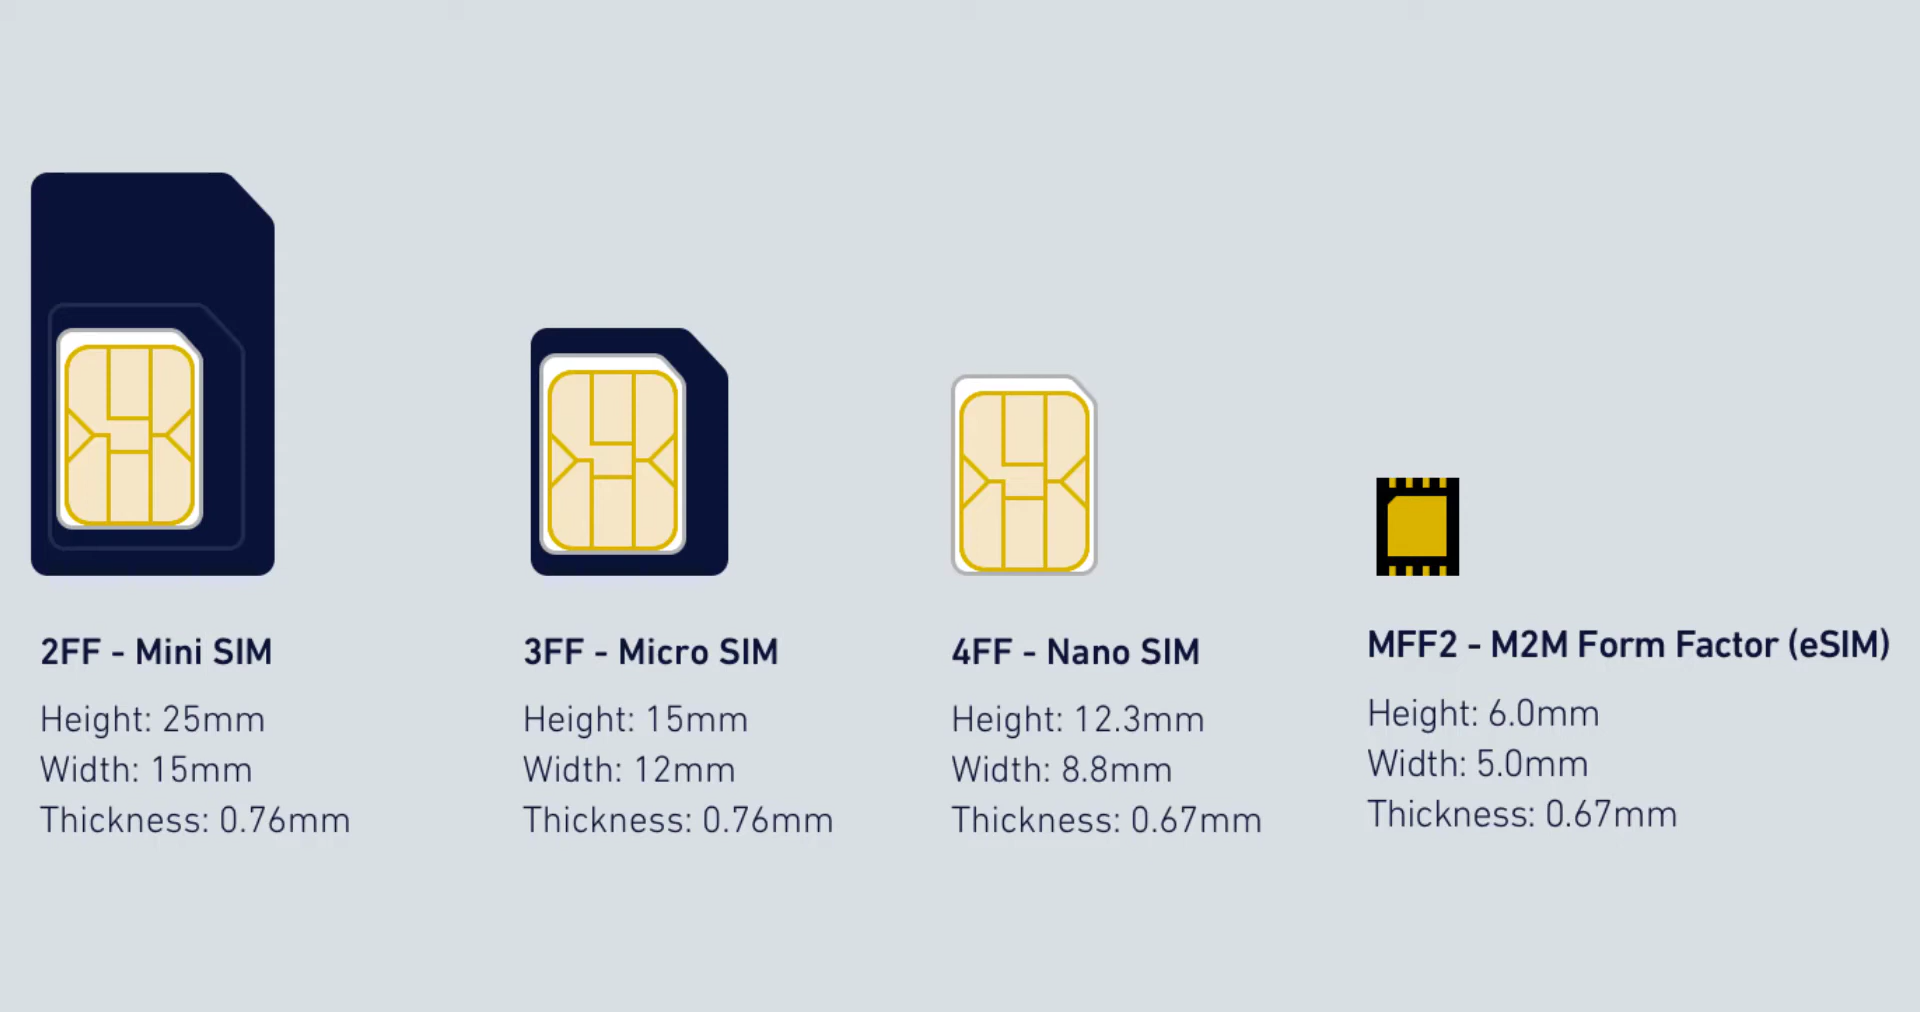 2FF - Mini SIM
Height: 25mm
Width: 15mm
Thickness: 0.76mm
3FF - Micro SIM
Height: 15mm
Width: 12mm
Thickness: 0.76mm
4FF - Nano SIM
Height: 12.3mm
Width: 8.8mm
Thickness: 0.67mm
MFF2 - M2M Form Factor (eSIM)
Height: 6.0mm
Width: 5.0mm
Thickness: 0.67mm